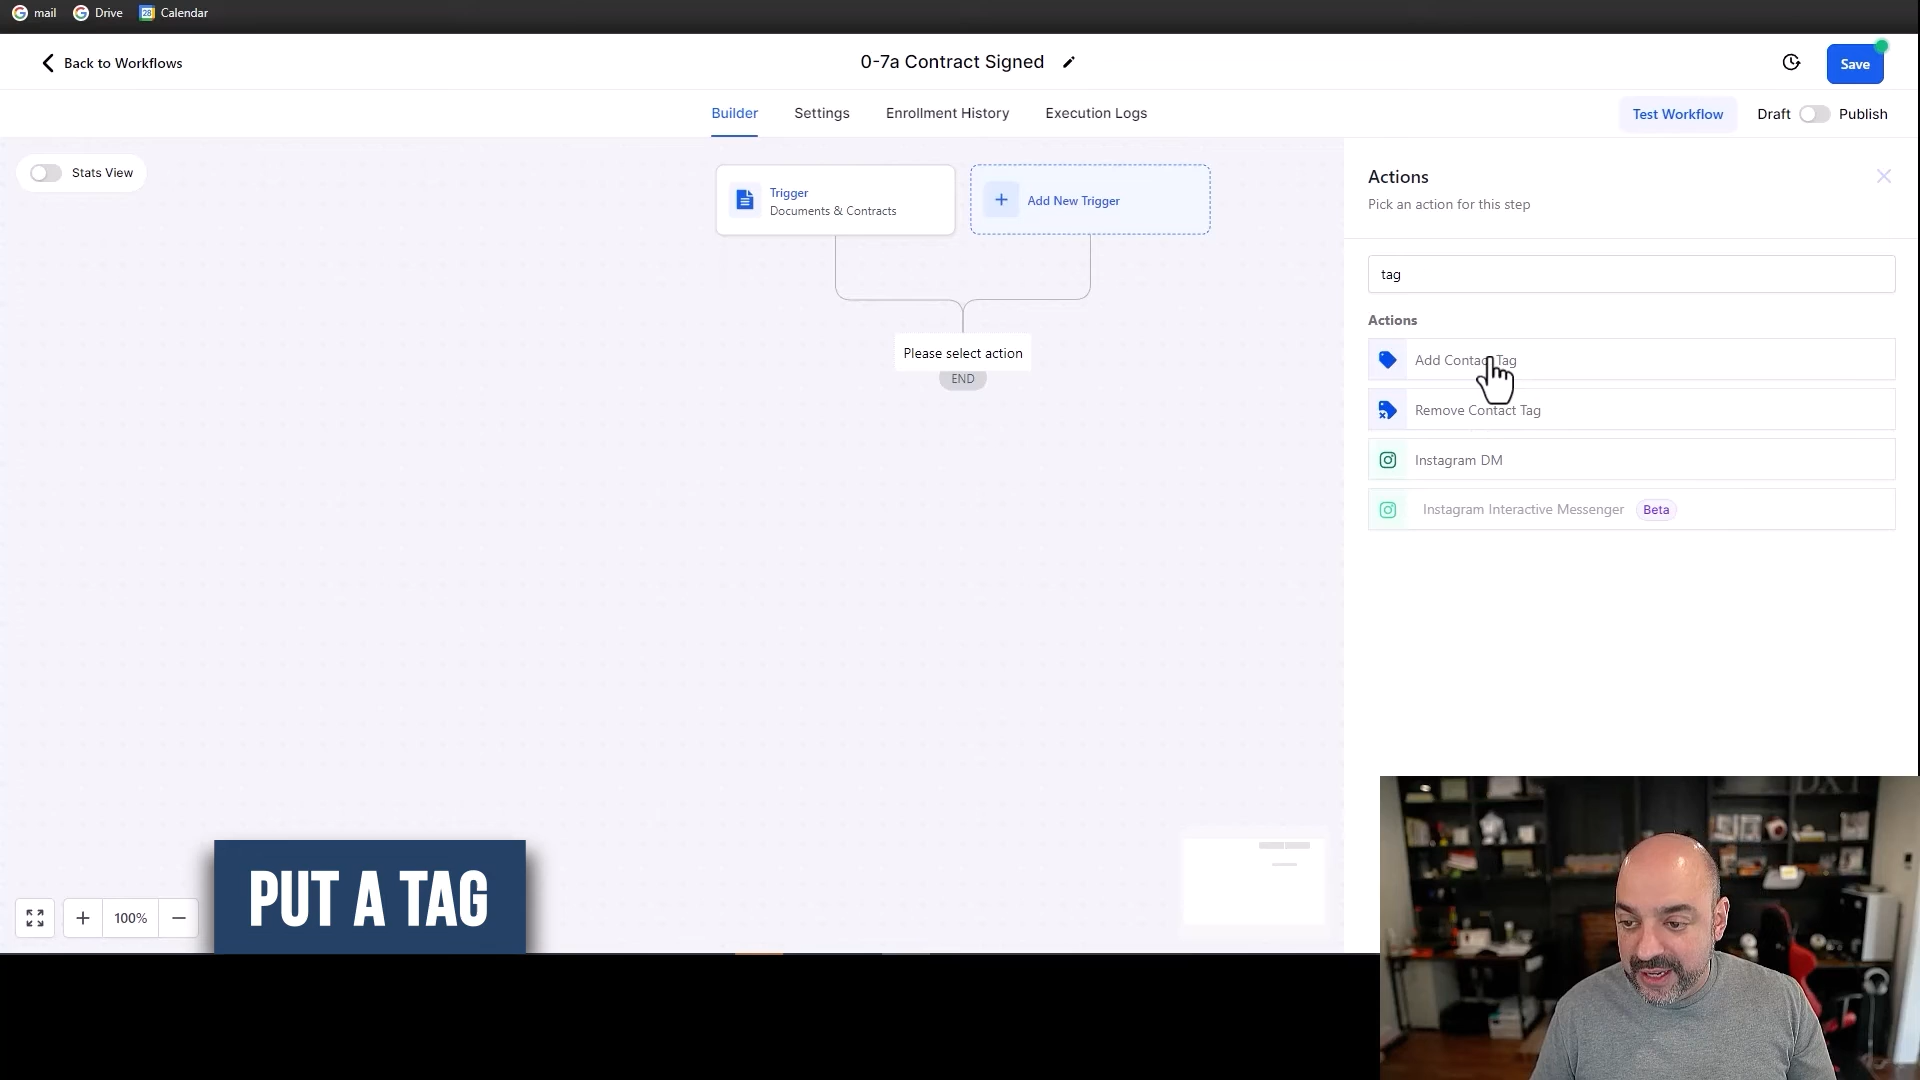 mail Drive 28 Calendar
Back to Workflows
0-7a Contract Signed
Save
Builder Settings Enrollment History Execution Logs
Test Workflow Draft Publish
Stats View
Trigger
Documents & Contracts
Add New Trigger
Please select action
END
Actions
Pick an action for this step
tag
Actions
Add Contact Tag
Remove Contact Tag
Instagram DM
Instagram Interactive Messenger Beta
100%
PUT A TAG